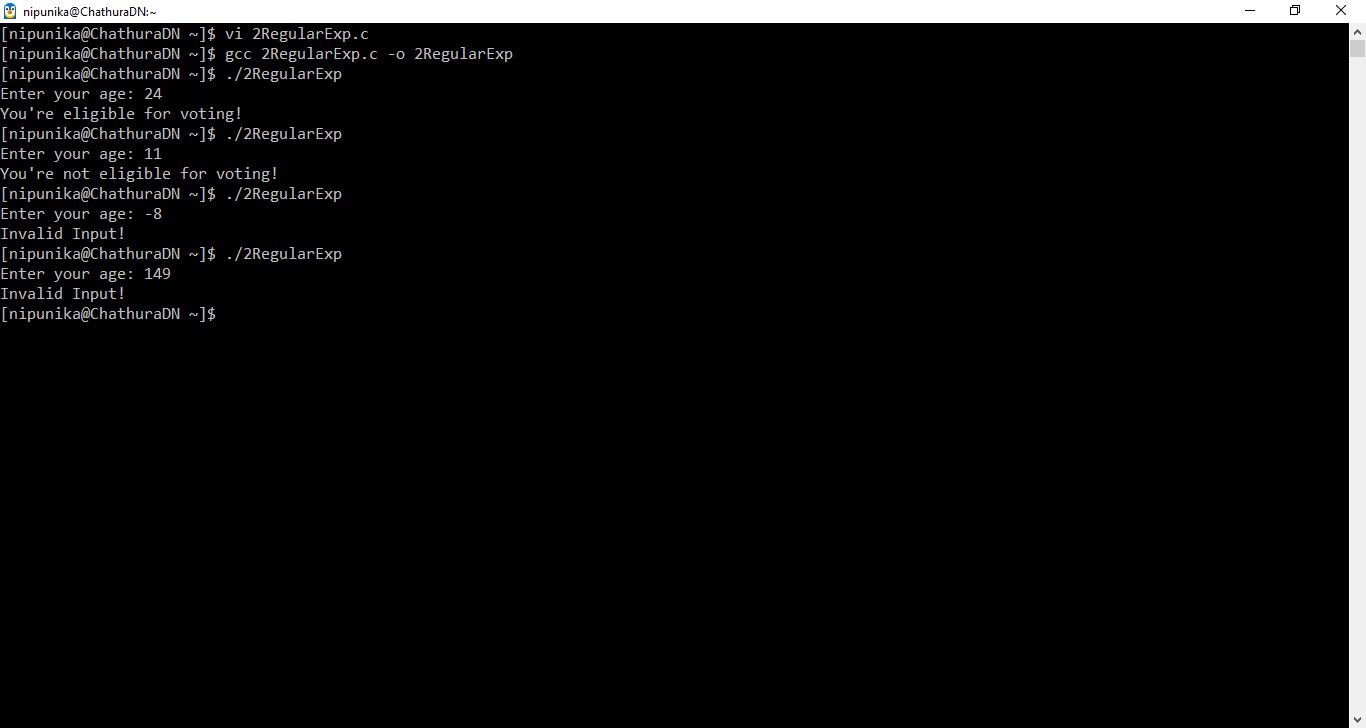 nipunika@ChathuraDN:~
[nipunika@ChathuraDN ~]$ vi 2RegularExp.c
[nipunika@ChathuraDN ~]$ gcc 2RegularExp.c -o 2RegularExp
[nipunika@ChathuraDN ~]$ ./2RegularExp
Enter your age: 24
You're eligible for voting!
[nipunika@ChathuraDN ~]$ ./2RegularExp
Enter your age: 11
You're not eligible for voting!
[nipunika@ChathuraDN ~]$ ./2RegularExp
Enter your age: -8
Invalid Input!
[nipunika@ChathuraDN ~]$ ./2RegularExp
Enter your age: 149
Invalid Input!
[nipunika@ChathuraDN ~]$